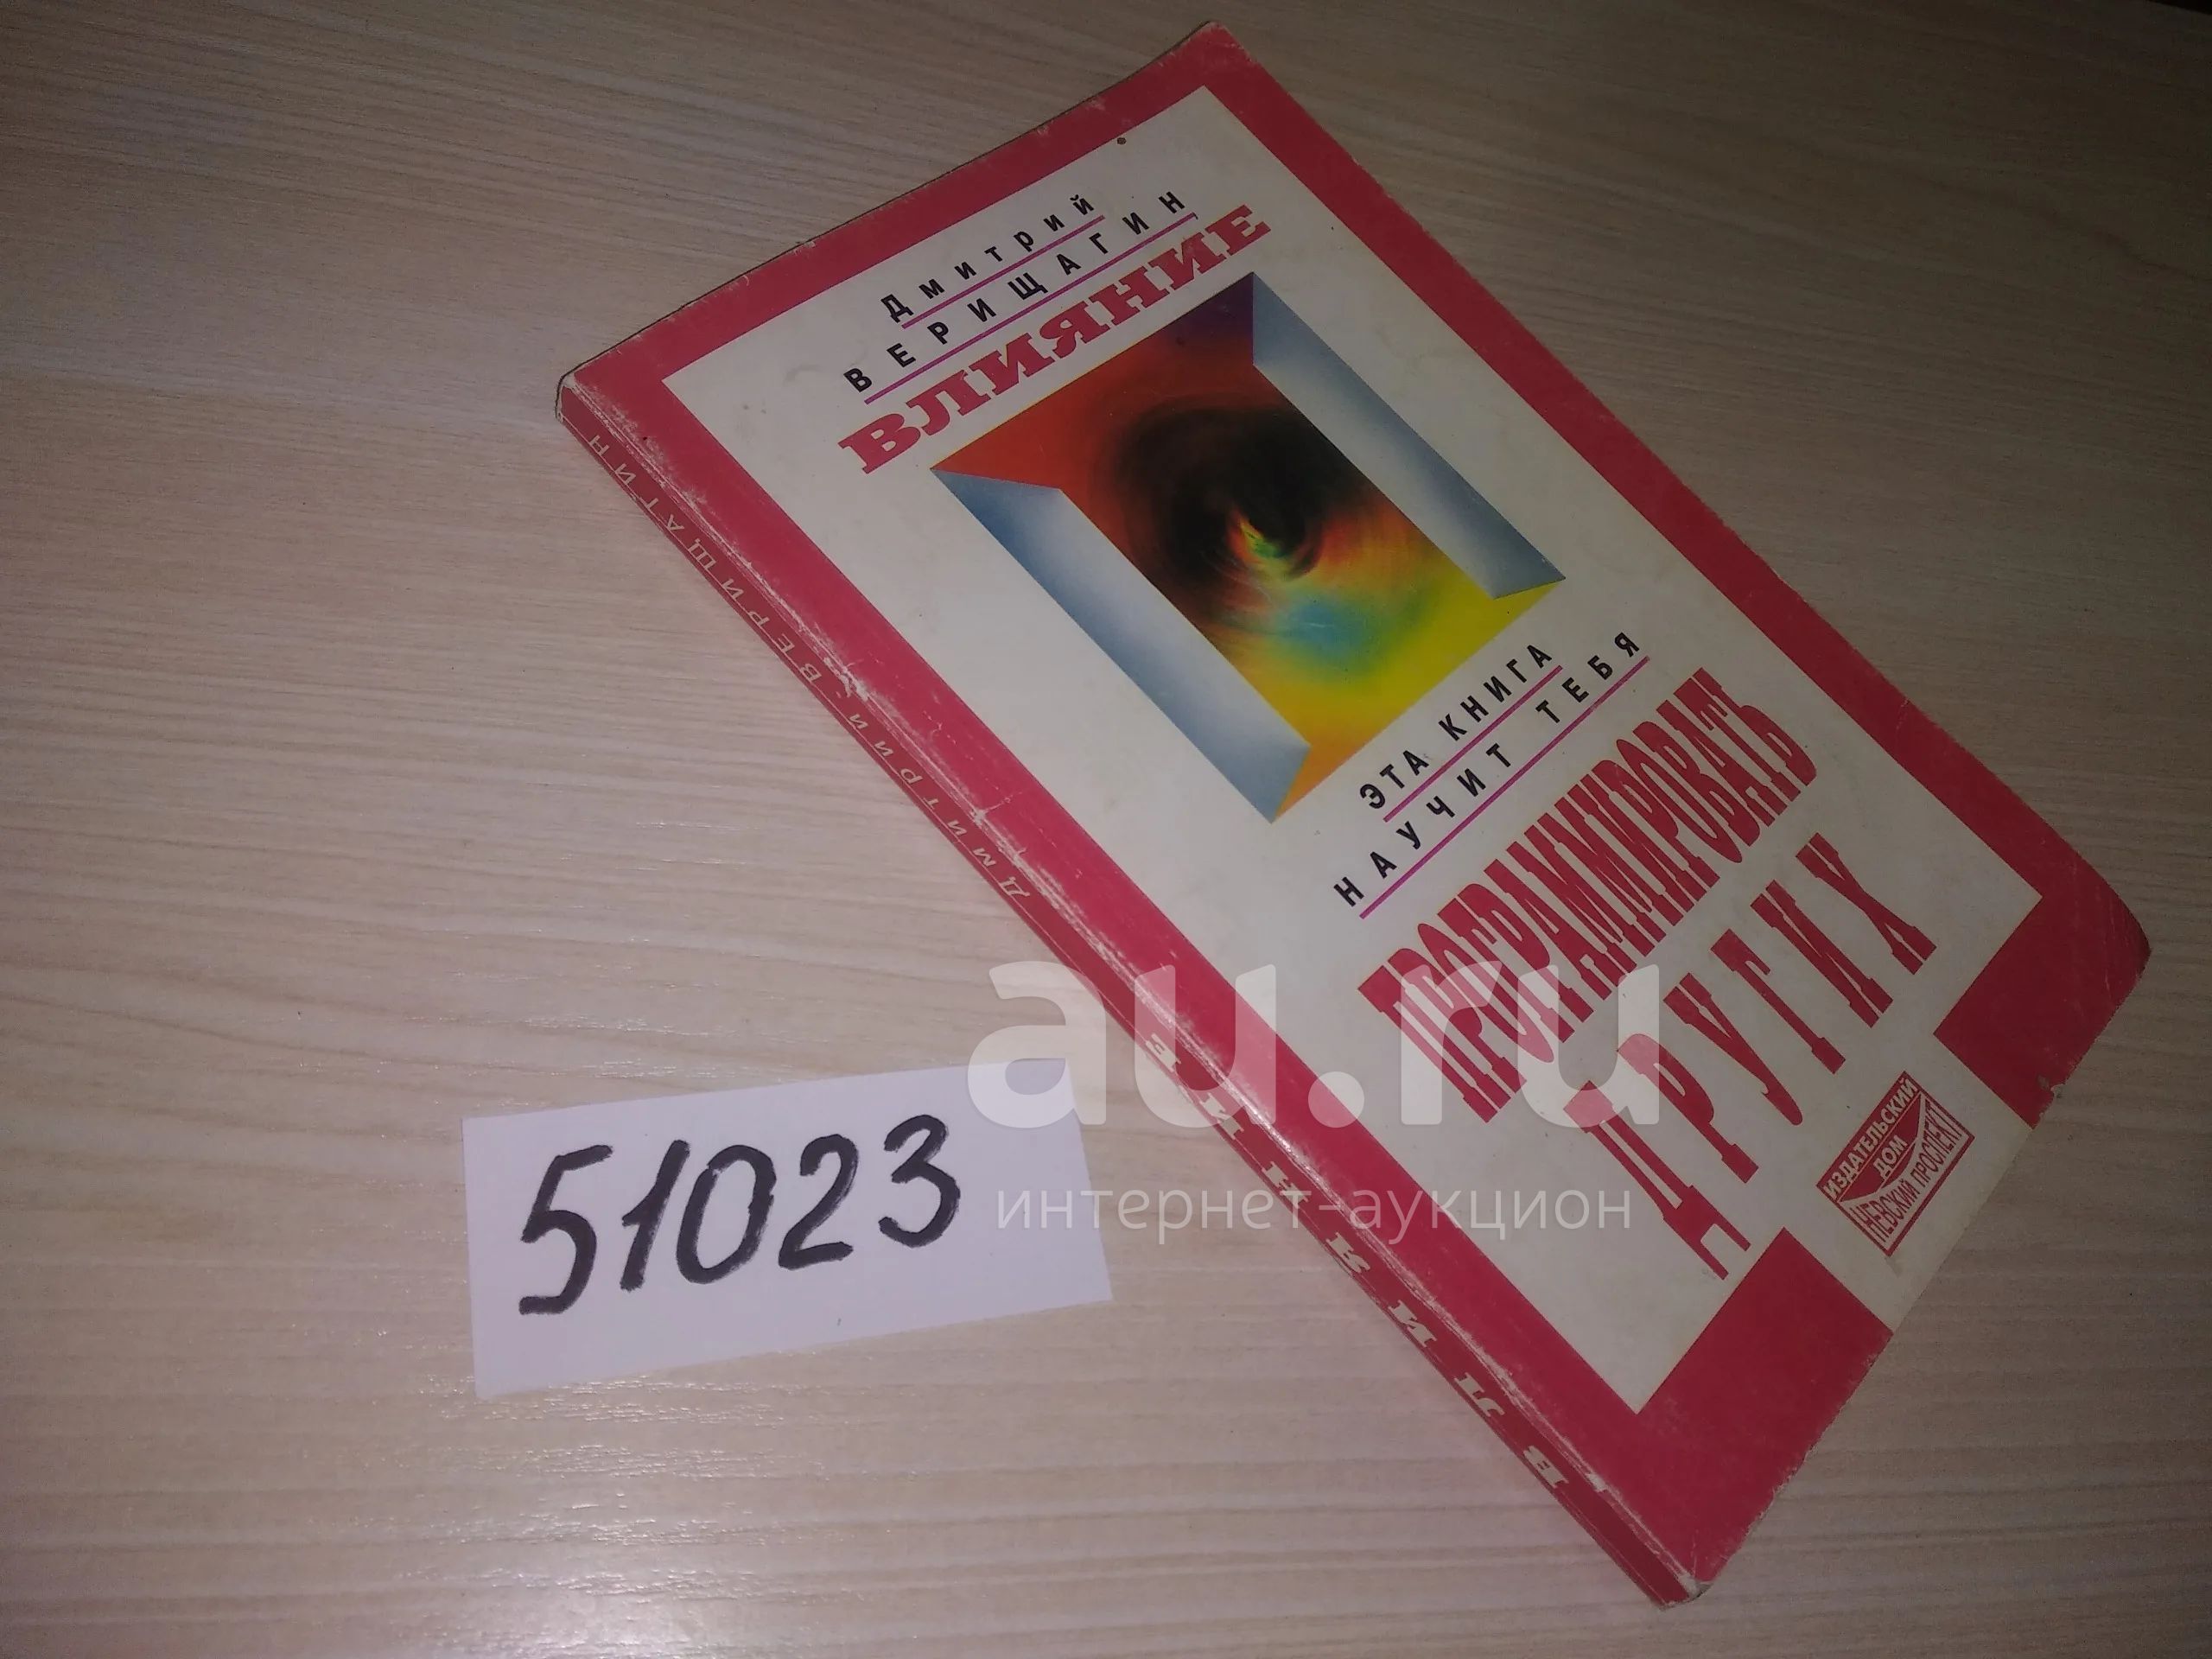 Дмитрий
ВЕРИЩАГИН
ВЛИЯНИЕ
ЭТА КНИГА
НАУЧИТ ТЕБЯ
ПРОГРАММИРОВАТЬ
ДРУГИХ
ИЗДАТЕЛЬСКИЙ
ДОМ
НЕВСКИЙ ПРОСПЕКТ
ДМИТРИЙ ВЕРИЩАГИН
ВЛИЯНИЕ
51023
au.ru
интернет-аукцион